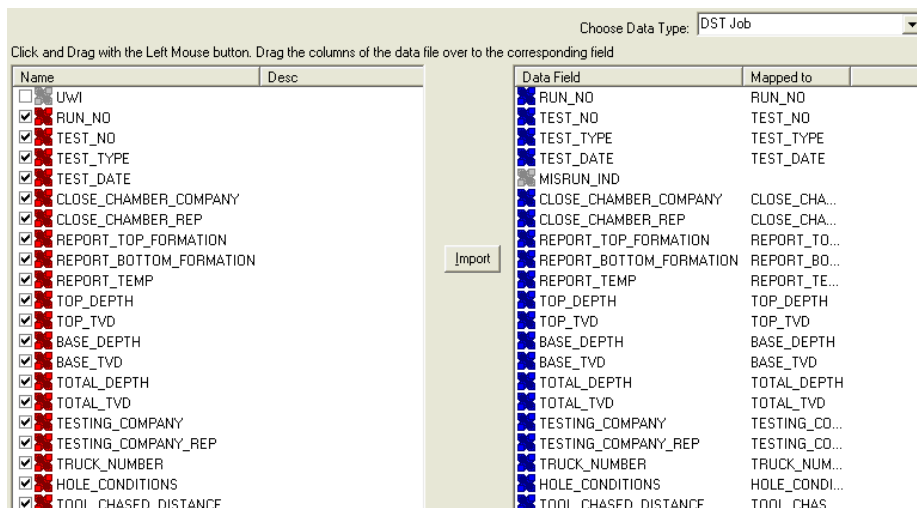 Choose Data Type: DST Job
Click and Drag with the Left Mouse button. Drag the columns of the data file over to the corresponding field
Name Desc Data Field Mapped to
UWI RUN_NO RUN_NO
RUN_NO TEST_NO TEST_NO
TEST_NO TEST_TYPE TEST_TYPE
TEST_TYPE TEST_DATE TEST_DATE
TEST_DATE MISRUN_IND
CLOSE_CHAMBER_COMPANY CLOSE_CHAMBER_COMPANY CLOSE_CHA...
CLOSE_CHAMBER_REP CLOSE_CHAMBER_REP CLOSE_CHA...
REPORT_TOP_FORMATION REPORT_TOP_FORMATION REPORT_TO...
REPORT_BOTTOM_FORMATION Import REPORT_BOTTOM_FORMATION REPORT_BO...
REPORT_TEMP REPORT_TEMP REPORT_TE...
TOP_DEPTH TOP_DEPTH TOP_DEPTH
TOP_TVD TOP_TVD TOP_TVD
BASE_DEPTH BASE_DEPTH BASE_DEPTH
BASE_TVD BASE_TVD BASE_TVD
TOTAL_DEPTH TOTAL_DEPTH TOTAL_DEPTH
TOTAL_TVD TOTAL_TVD TOTAL_TVD
TESTING_COMPANY TESTING_COMPANY TESTING_CO...
TESTING_COMPANY_REP TESTING_COMPANY_REP TESTING_CO...
TRUCK_NUMBER TRUCK_NUMBER TRUCK_NUM...
HOLE_CONDITIONS HOLE_CONDITIONS HOLE_CONDI...
TOOL_CHASED_DISTANCE TOOL_CHASED_DISTANCE TOOL_CHAS